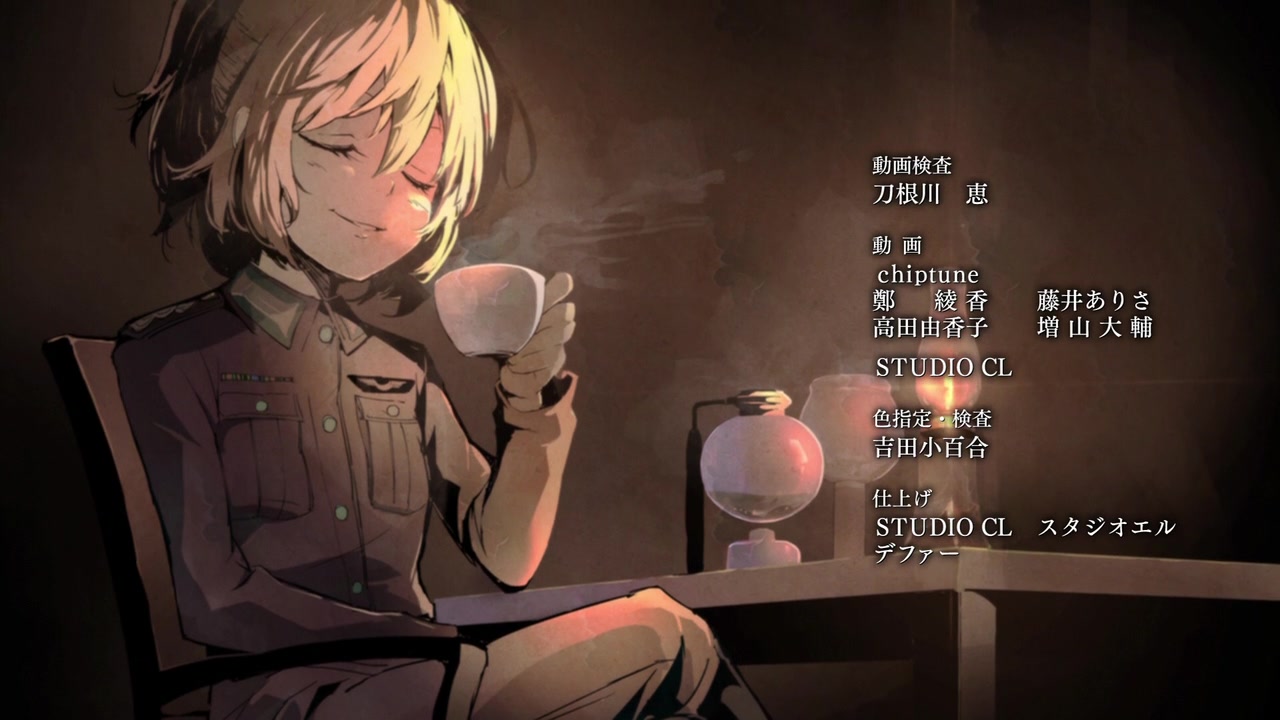 動画検査
刀根川　恵
動 画
chiptune
鄭　綾 香　　藤井ありさ
高田由香子　　増 山 大 輔
STUDIO CL
色指定・検査
吉田小百合
仕上げ
STUDIO CL　スタジオエル
デファー